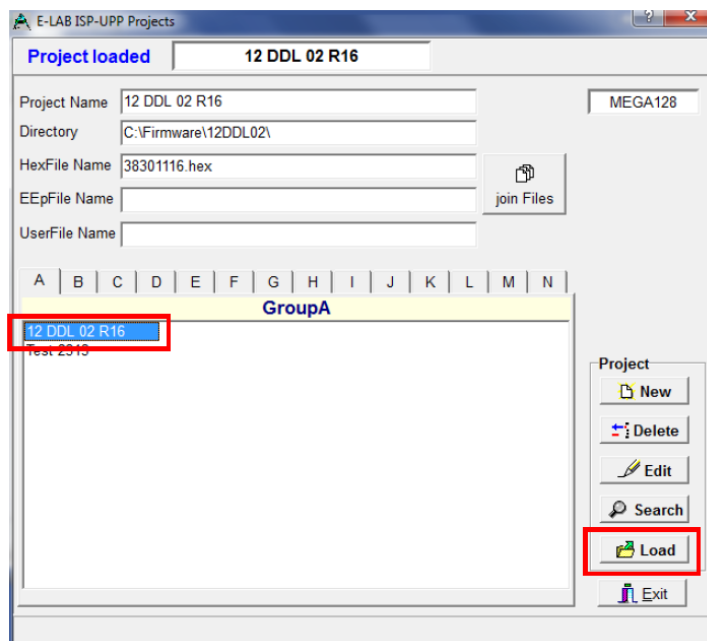 E-LAB ISP-UPP Projects
Project loaded 12 DDL 02 R16
Project Name 12 DDL 02 R16 MEGA128
Directory C:\Firmware\12DDL02\
HexFile Name 38301116.hex
EEpFile Name join Files
UserFile Name
A B C D E F G H I J K L M N
GroupA
12 DDL 02 R16
Test 2313
Project
New
Delete
Edit
Search
Load
Exit